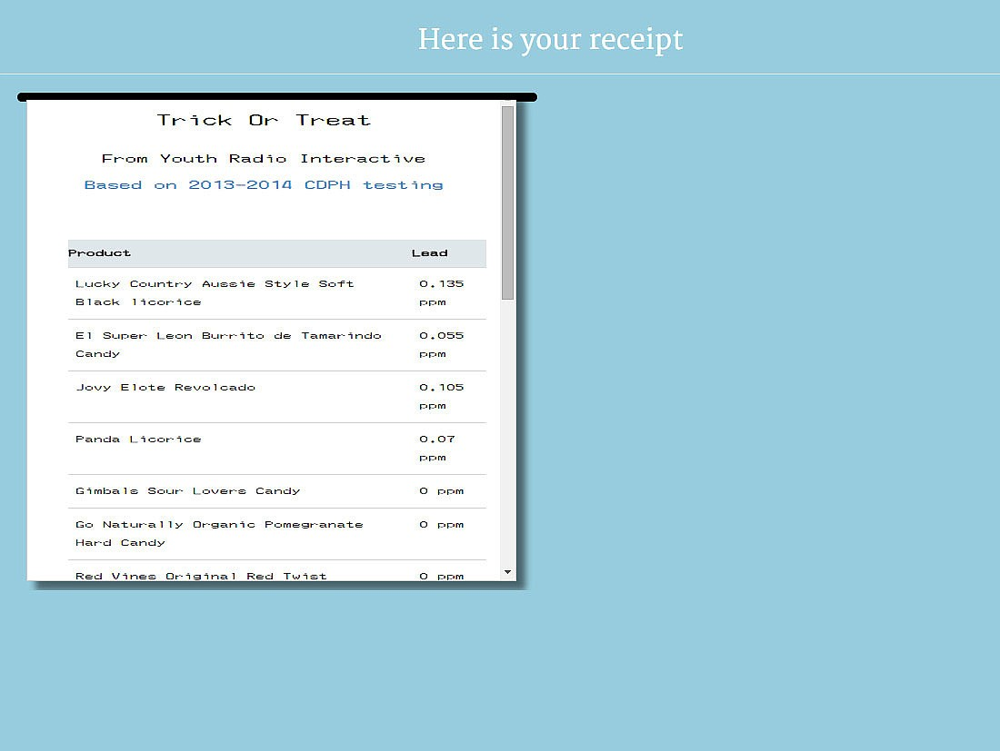 Here is your receipt
Trick Or Treat
From Youth Radio Interactive
Based on 2013-2014 CDPH testing
Product Lead
Lucky Country Aussie Style Soft 0.135
Black licorice ppm
El Super Leon Burrito de Tamarindo 0.055
Candy ppm
Jovy Elote Revolcado 0.105
ppm
Panda Licorice 0.07
ppm
Gimbals Sour Lovers Candy 0 ppm
Go Naturally Organic Pomegranate 0 ppm
Hard Candy
Red Vines Original Red Twist 0 ppm